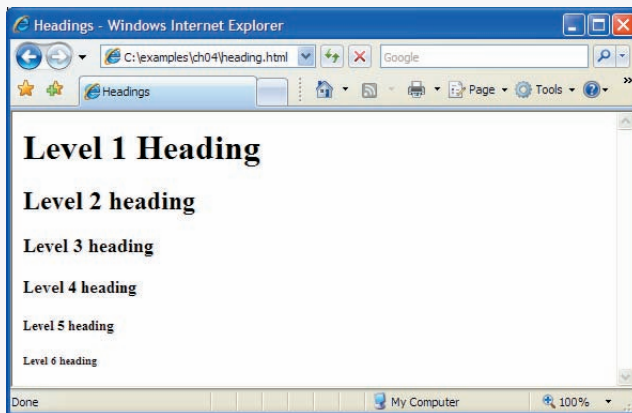 Headings - Windows Internet Explorer
C:\examples\ch04\heading.html
Google
Headings
Page
Tools
»
Level 1 Heading
Level 2 heading
Level 3 heading
Level 4 heading
Level 5 heading
Level 6 heading
Done
My Computer
100%